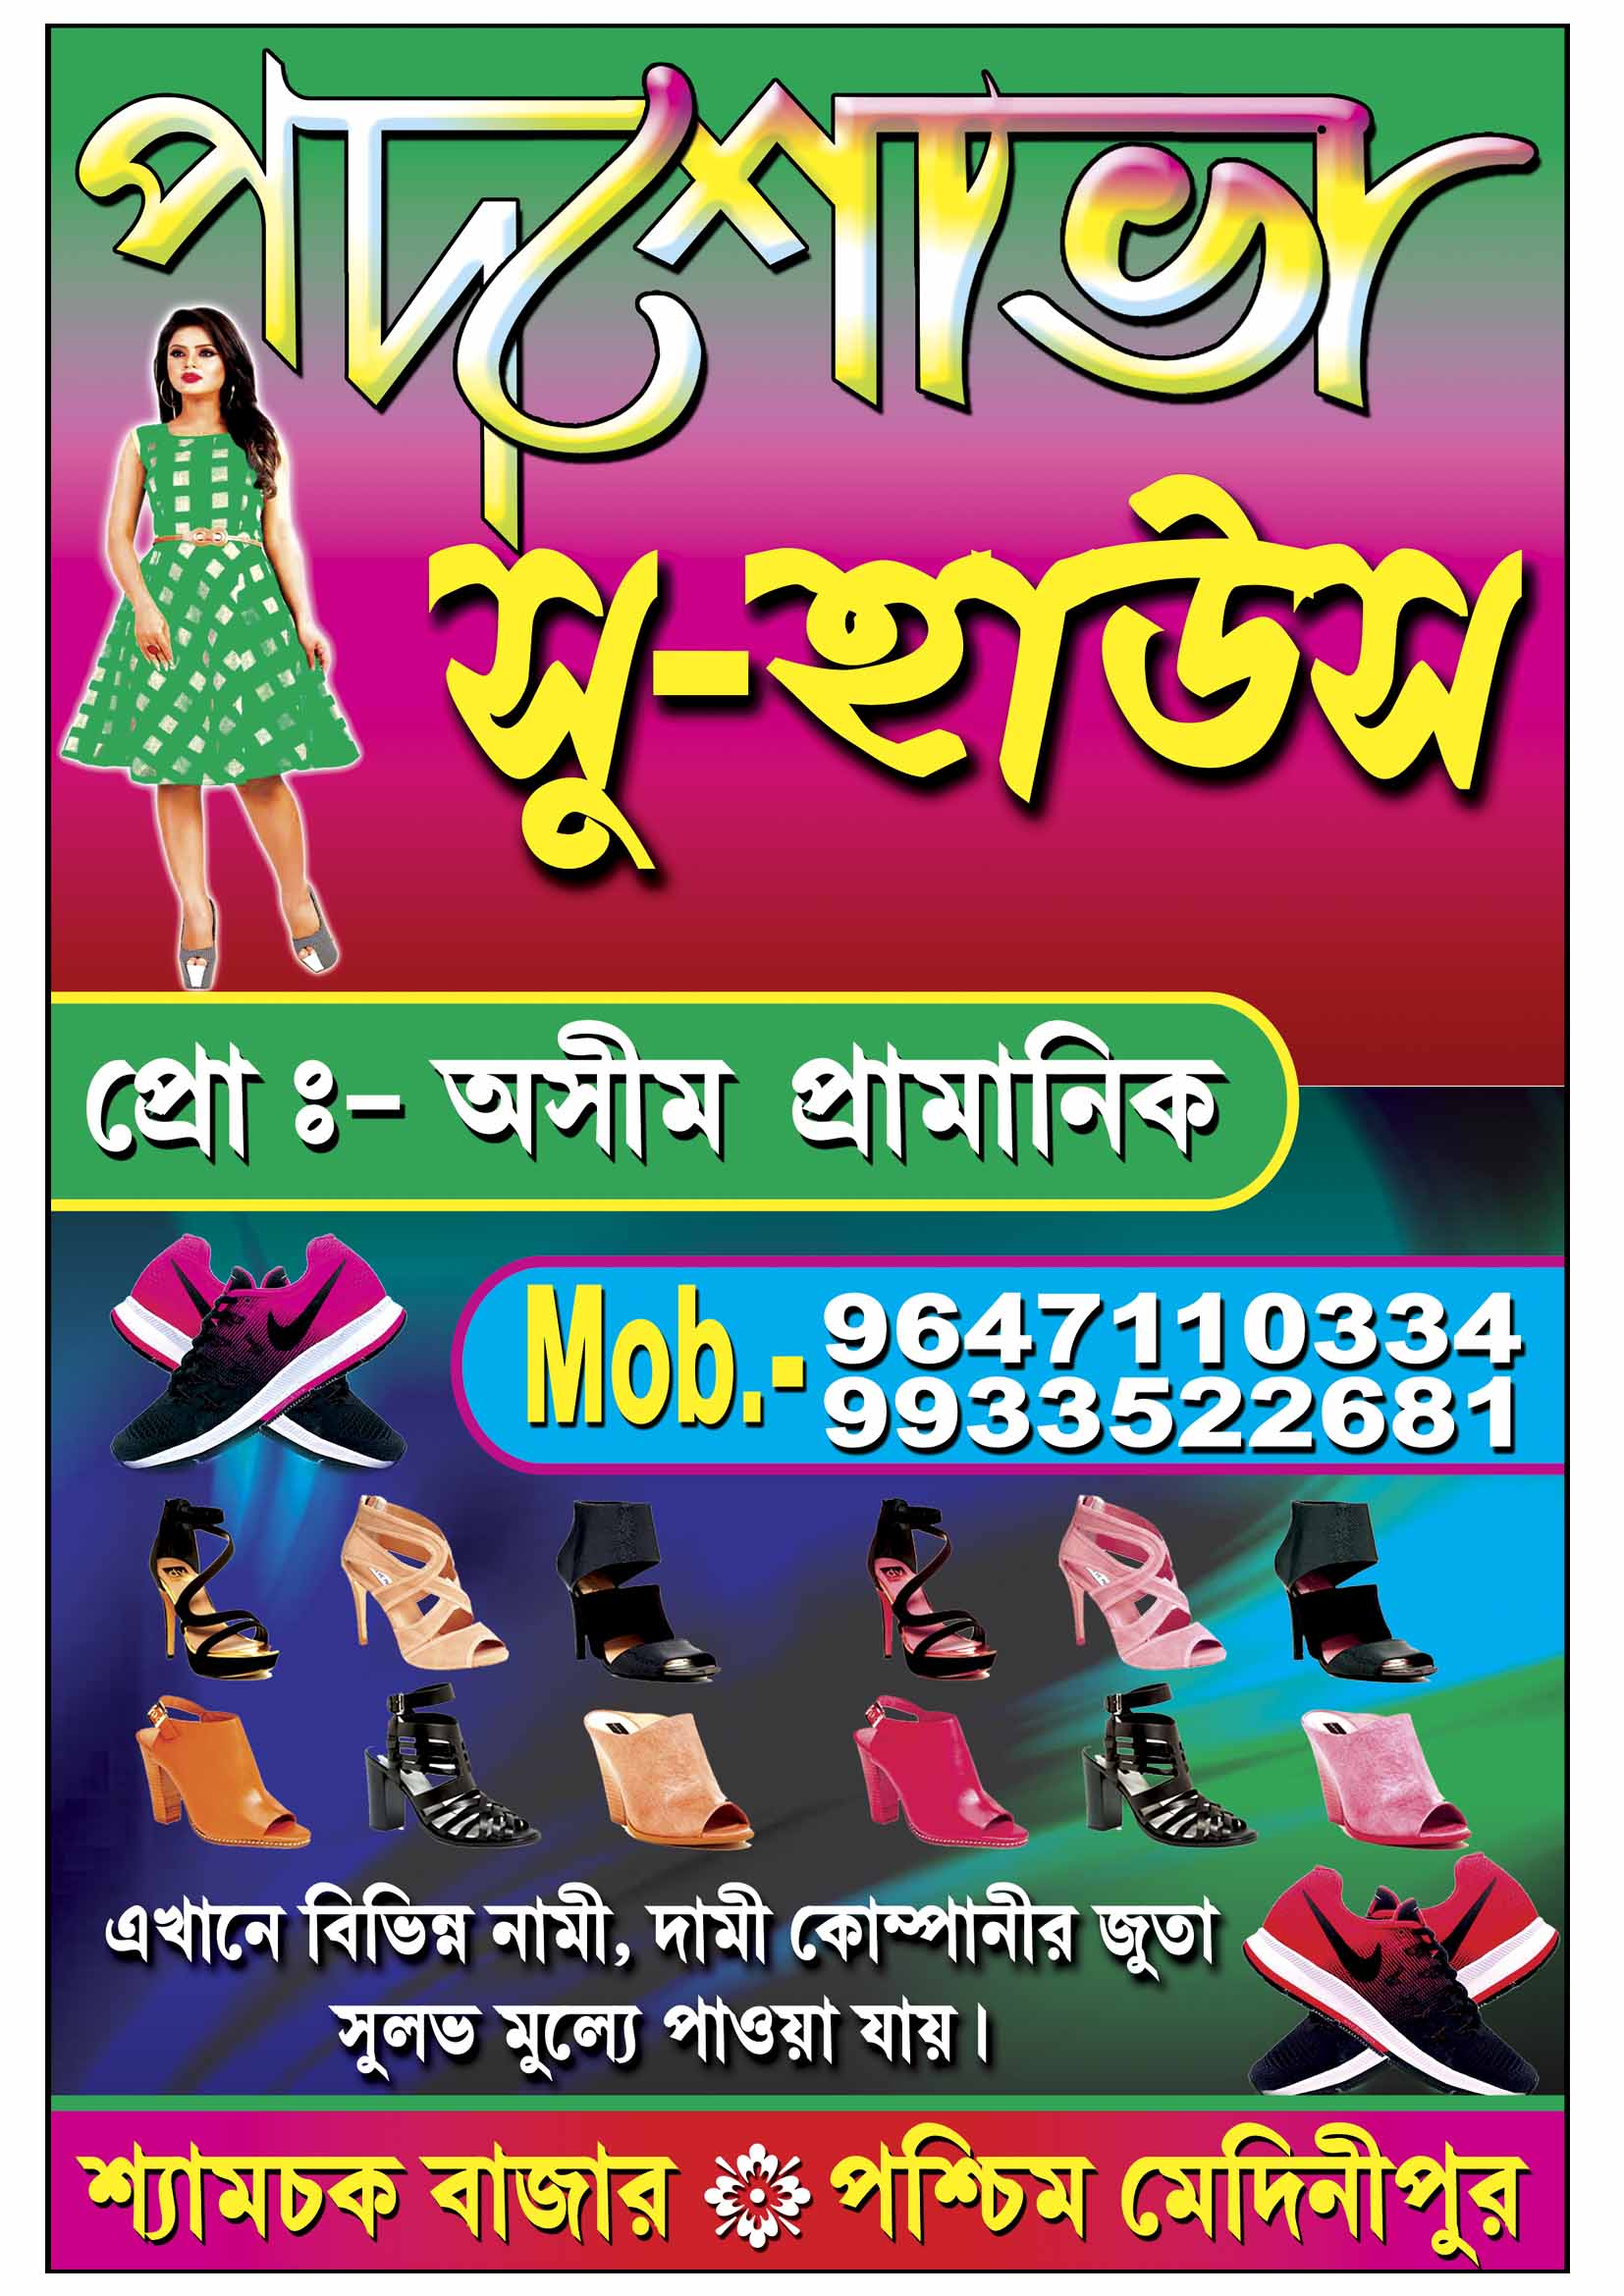 পদশোভা
সু-হাউস
প্রো ঃ- অসীম প্রামানিক
Mob.- 9647110334
9933522681
এখানে বিভিন্ন নামী, দামী কোম্পানীর জুতা
সুলভ মুল্যে পাওয়া যায়।
শ্যামচক বাজার পশ্চিম মেদিনীপুর